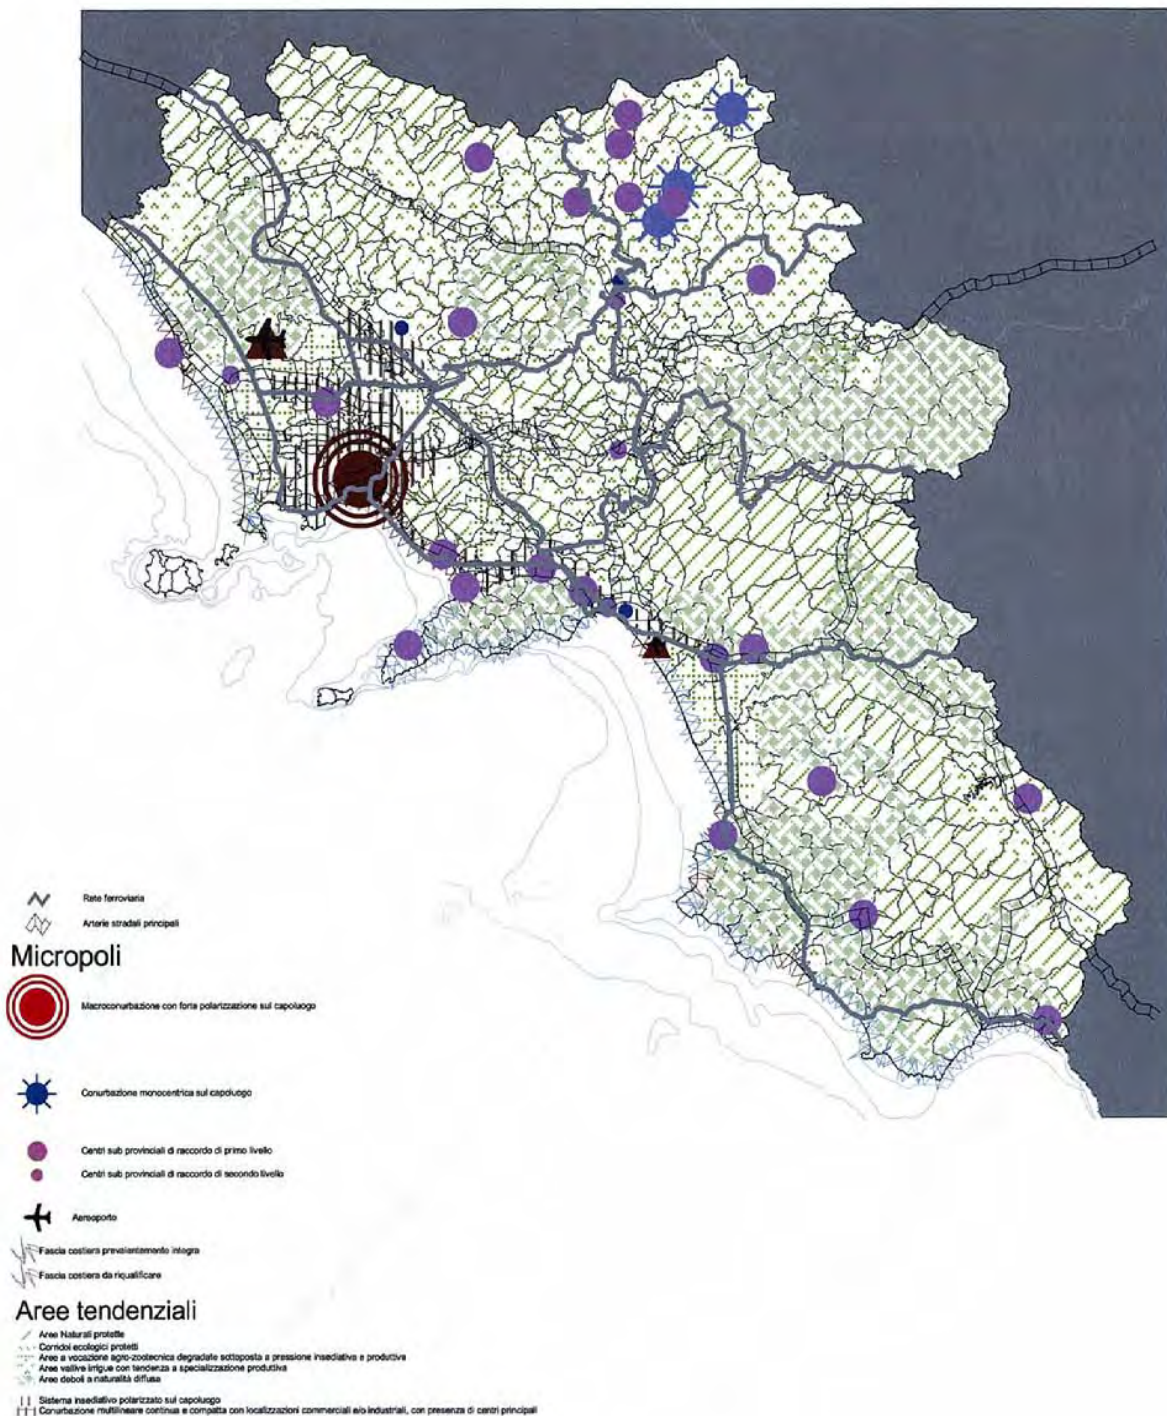 Rete ferroviaria
Arterie stradali principali
Micropoli
Macroconurbazione con forte polarizzazione sul capoluogo
Conurbazione monocentrica sul capoluogo
Centri sub provinciali di raccordo di primo livello
Centri sub provinciali di raccordo di secondo livello
Aereoporto
Fascia costiera prevalentemente integra
Fascia costiera da riqualificare
Aree tendenziali
Aree Naturali protette
Corridoi ecologici protetti
Aree a vocazione agro-zootecnica degradate sottoposta a pressione insediativa e produttiva
Aree vallive irrigue con tendenza a specializzazione produttiva
Aree deboli a naturalità diffusa
Sistema insediativo polarizzato sul capoluogo
Conurbazione multilineare continua e compatta con localizzazioni commerciali e/o industriali, con presenza di centri principali